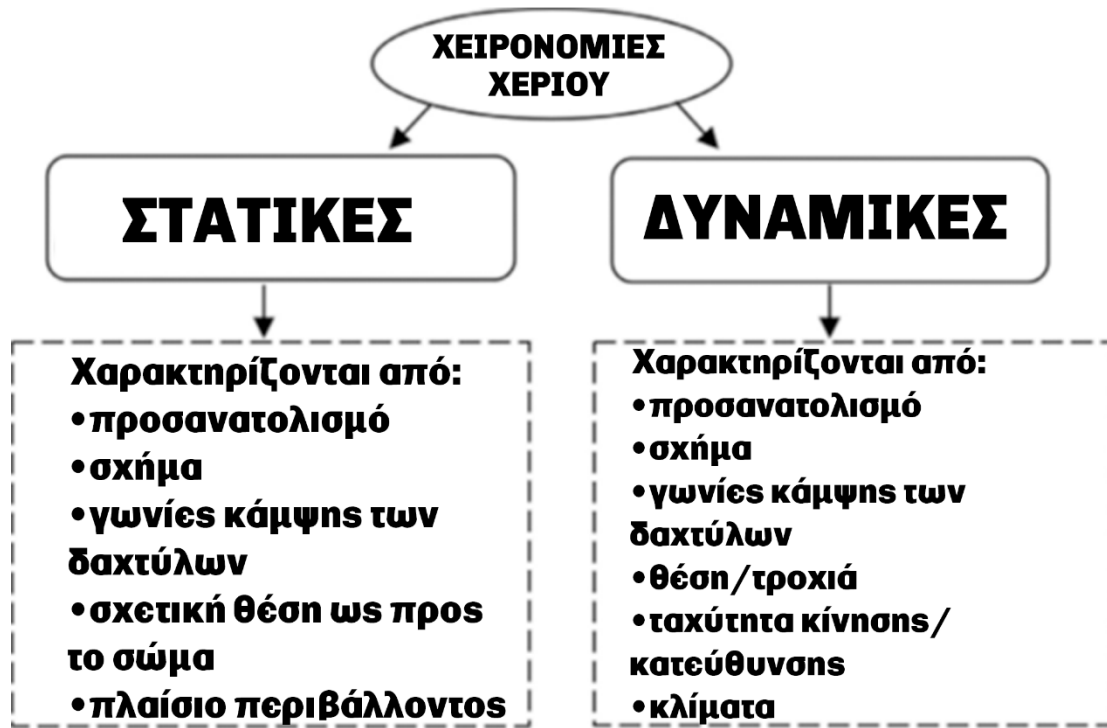 ΧΕΙΡΟΝΟΜΙΕΣ
ΧΕΡΙΟΥ
ΣΤΑΤΙΚΕΣ
Χαρακτηρίζονται από:
•προσανατολισμό
•σχήμα
•γωνίες κάμψης των
δαχτύλων
•σχετική θέση ως προς
το σώμα
•πλαίσιο περιβάλλοντος
ΔΥΝΑΜΙΚΕΣ
Χαρακτηρίζονται από:
•προσανατολισμό
•σχήμα
•γωνίες κάμψης των
δαχτύλων
•θέση/τροχιά
•ταχύτητα κίνησης/
κατεύθυνσης
•κλίματα